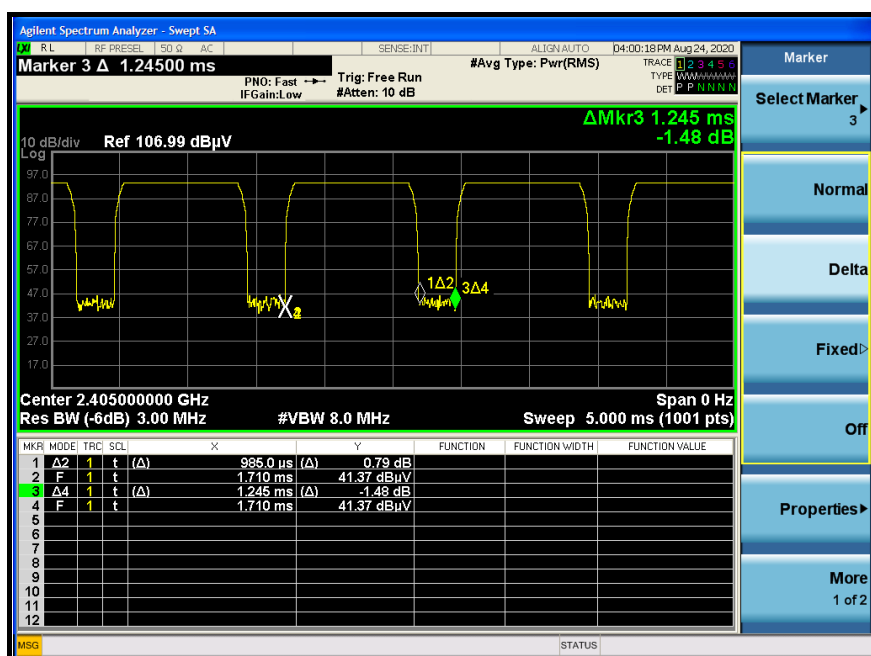 Agilent Spectrum Analyzer - Swept SA
LXI RL RF PRESEL 50 Ω AC SENSE:INT ALIGN AUTO 04:00:18 PM Aug 24, 2020
Marker 3 Δ 1.24500 ms
PNO: Fast
IFGain:Low
Trig: Free Run
#Atten: 10 dB
#Avg Type: Pwr(RMS)
TRACE 1 2 3 4 5 6
TYPE WWWWWWWW
DET P P N N N N
ΔMkr3 1.245 ms
-1.48 dB
10 dB/div Ref 106.99 dBµV
Log
97.0
87.0
77.0
67.0
57.0
47.0
37.0
27.0
17.0
1Δ2
3Δ4
X
Center 2.405000000 GHz Span 0 Hz
Res BW (-6dB) 3.00 MHz #VBW 8.0 MHz Sweep 5.000 ms (1001 pts)
MKR MODE TRC SCL X Y FUNCTION FUNCTION WIDTH FUNCTION VALUE
1 Δ2 1 t (Δ) 985.0 µs (Δ) 0.79 dB
2 F 1 t 1.710 ms 41.37 dBµV
3 Δ4 1 t (Δ) 1.245 ms (Δ) -1.48 dB
4 F 1 t 1.710 ms 41.37 dBµV
5
6
7
8
9
10
11
12
MSG STATUS
Marker
Select Marker
3
Normal
Delta
Fixed
Off
Properties
More
1 of 2